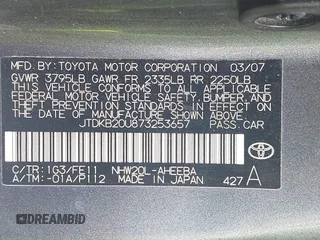 MFD.BY: TOYOTA MOTOR CORPORATION 03/07
GVWR 3795LB GAWR FR 2335LB RR 2250LB
THIS VEHICLE CONFORMS TO ALL APPLICABLE
FEDERAL MOTOR VEHICLE SAFETY, BUMPER, AND
THEFT PREVENTION STANDARDS IN EFFECT ON
THE DATE OF MANUFACTURE SHOWN ABOVE.
JTDKB20U873253657 PASS.CAR
C/TR: 1G3/FE11 NHW20L-AHEEBA
A/TM: -01A/P112 MADE IN JAPAN 427 A
TOYOTA
DREAMBID